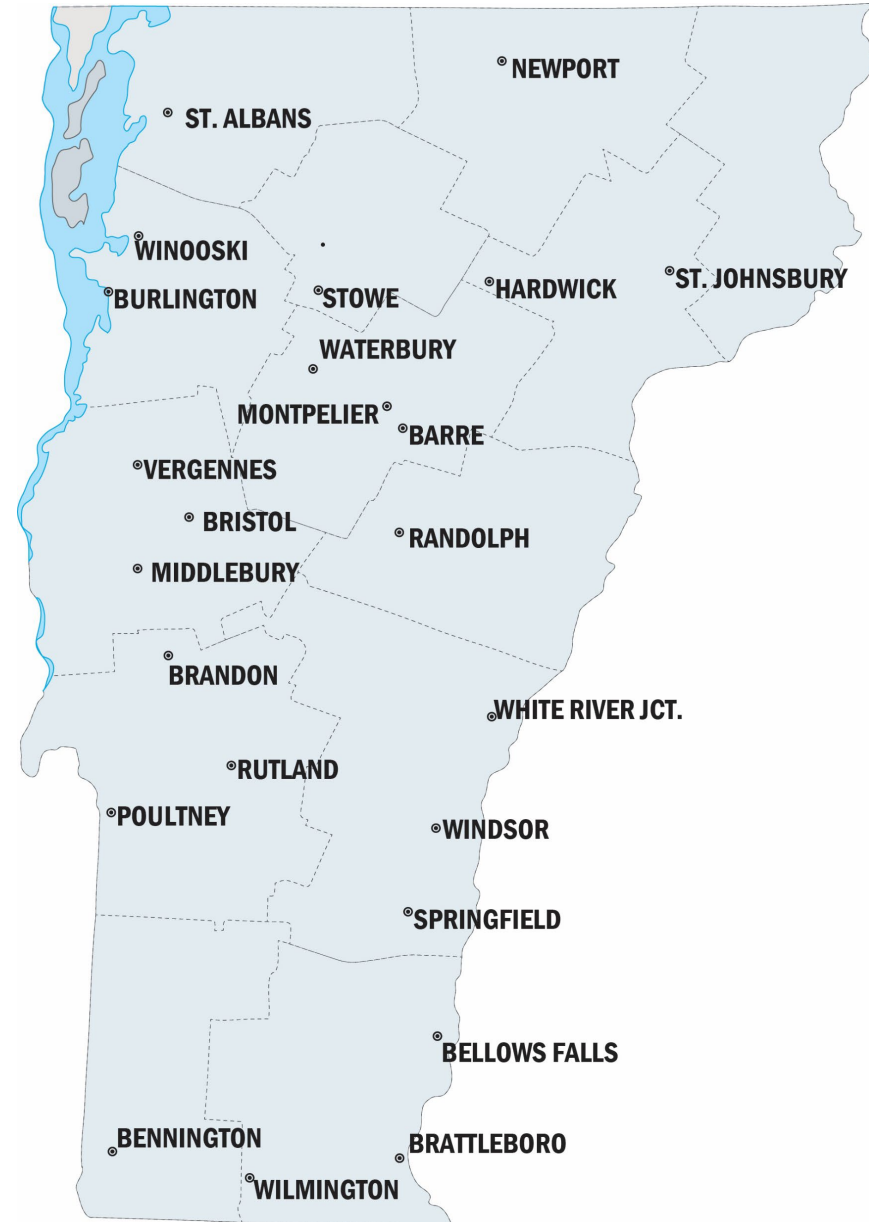 NEWPORT
ST. ALBANS
WINOOSKI
BURLINGTON
STOWE
HARDWICK
ST. JOHNSBURY
WATERBURY
MONTPELIER
BARRE
VERGENNES
BRISTOL
RANDOLPH
MIDDLEBURY
BRANDON
WHITE RIVER JCT.
RUTLAND
POULTNEY
WINDSOR
SPRINGFIELD
BELLOWS FALLS
BENNINGTON
BRATTLEBORO
WILMINGTON